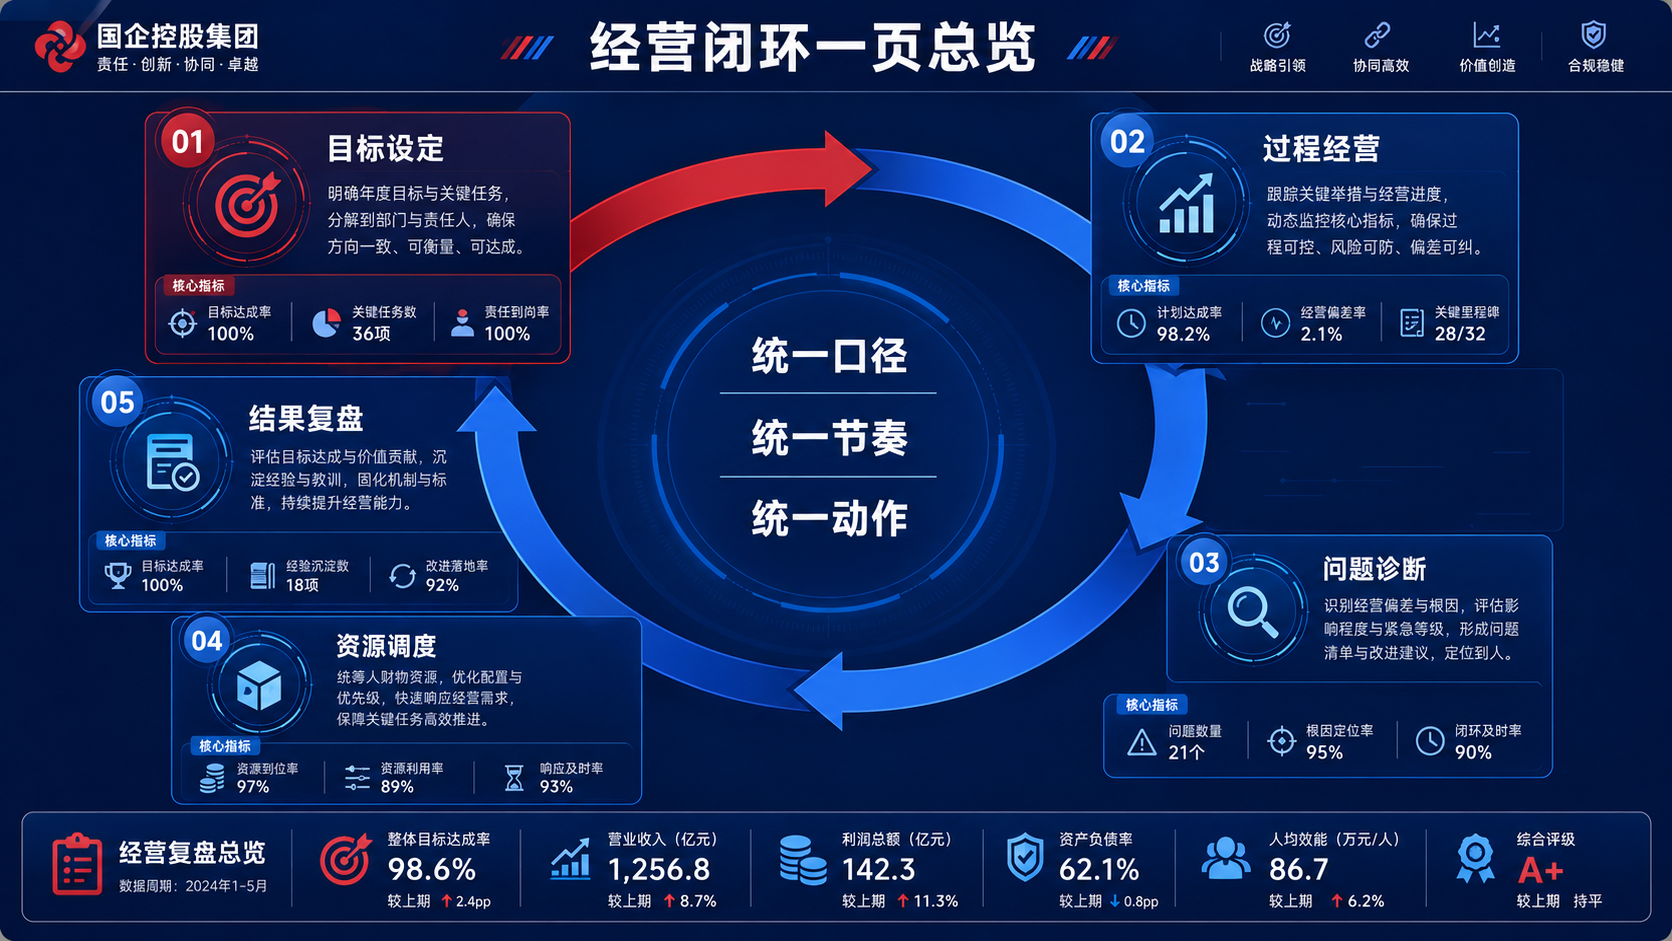 国企控股集团
责任·创新·协同·卓越
经营闭环一页总览
战略引领
协同高效
价值创造
合规稳健
01
目标设定
明确年度目标与关键任务，
分解到部门与责任人，确保
方向一致、可衡量、可达成。
核心指标
目标达成率
100%
关键任务数
36项
责任到尚率
100%
02
过程经营
跟踪关键举措与经营进度，
动态监控核心指标，确保过
程可控、风险可防、偏差可纠。
核心指标
计划达成率
98.2%
经营偏差率
2.1%
关键里程
28/32
统一口径
统一节奏
统一动作
05
结果复盘
评估目标达成与价值贡献，沉
淀经验与教训，固化机制与标
准，持续提升经营能力。
核心指标
目标达成率
100%
经验沉淀数
18项
改进落地率
92%
03
问题诊断
识别经营偏差与根因，评估影
响程度与紧急等级，形成问题
清单与改进建议，定位到人。
核心指标
问题数量
21个
根因定位率
95%
闭环及时率
90%
04
资源调度
统筹人财物资源，优化配置与
优先级，快速响应经营需求，
保障关键任务高效推进。
核心指标
资源到位率
97%
资源利用率
89%
响应及时率
93%
经营复盘总览
数据周期：2024年1-5月
整体目标达成率
98.6%
较上期 ↑ 2.4pp
营业收入（亿元）
1,256.8
较上期 ↑ 8.7%
利润总额（亿元）
142.3
较上期 ↑ 11.3%
资产负债率
62.1%
较上期 ↓ 0.8pp
人均效能（万元/人）
86.7
较上期 ↑ 6.2%
综合评级
A+
较上期 持平